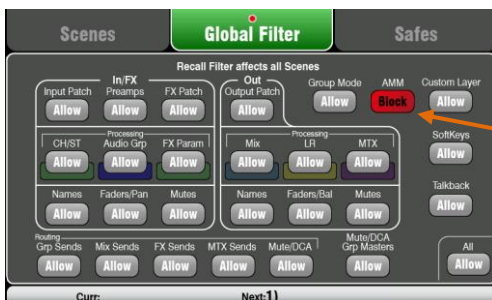 Scenes Global Filter Safes
Recall Filter affects all Scenes
In/FX Out
Input Patch Preamps FX Patch Output Patch Group Mode AMM Custom Layer
Allow Allow Allow Allow Allow Block Allow
Processing Processing
CH/ST Audio Grp FX Param Mix LR MTX SoftKeys
Allow Allow Allow Allow Allow Allow Allow
Names Faders/Pan Mutes Names Faders/Bal Mutes Talkback
Allow Allow Allow Allow Allow Allow Allow
Routing
Grp Sends Mix Sends FX Sends MTX Sends Mute/DCA Mute/DCA Grp Masters All
Allow Allow Allow Allow Allow Allow Allow
Curr: Next:1)